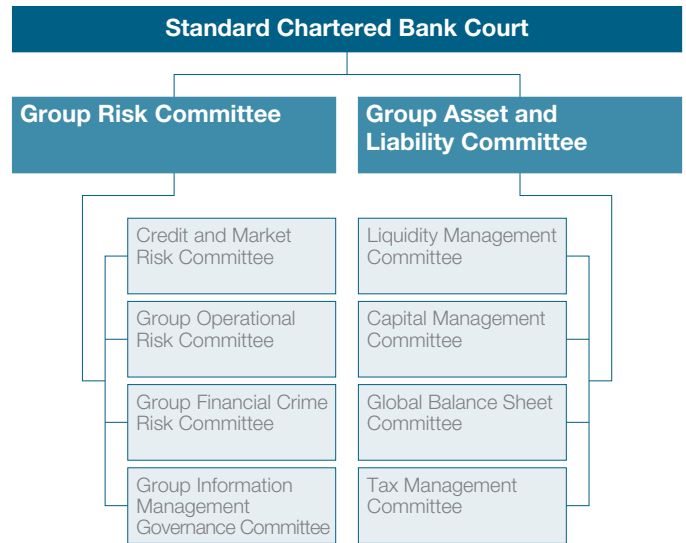 Standard Chartered Bank Court
Group Risk Committee
Group Asset and
Liability Committee
Credit and Market
Risk Committee
Group Operational
Risk Committee
Group Financial Crime
Risk Committee
Group Information
Management
Governance Committee
Liquidity Management
Committee
Capital Management
Committee
Global Balance Sheet
Committee
Tax Management
Committee